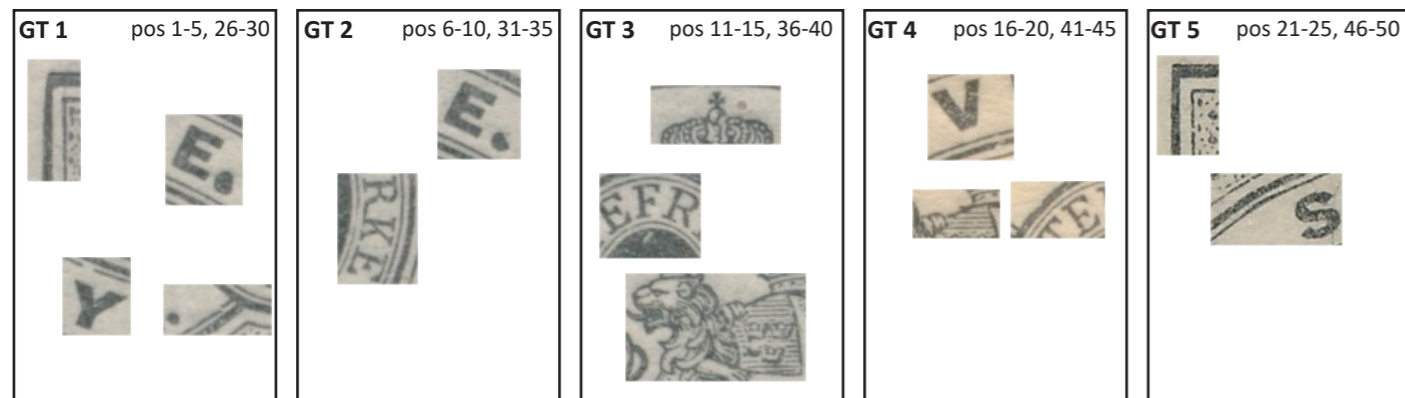 GT 1 pos 1-5, 26-30
E.
Y
GT 2 pos 6-10, 31-35
E.
RKE
GT 3 pos 11-15, 36-40
EFR
GT 4 pos 16-20, 41-45
V
TE
GT 5 pos 21-25, 46-50
S